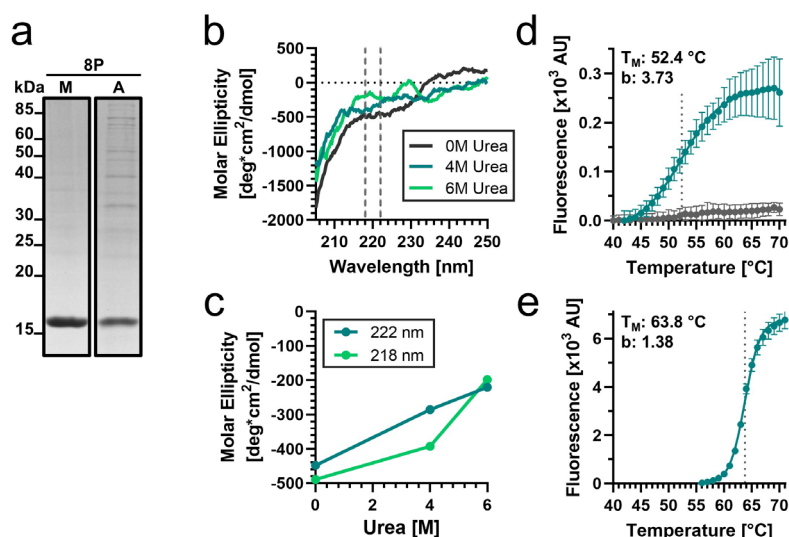 a
8P
kDa M A
85
60
50
40
30
25
20
15
b
Molar Ellipticity
[deg*cm²/dmol]
500
0
-500
-1000
-1500
-2000
0M Urea
4M Urea
6M Urea
210 220 230 240 250
Wavelength [nm]
c
Molar Ellipticity
[deg*cm²/dmol]
0
-100
-200
-300
-400
-500
222 nm
218 nm
0 2 4 6
Urea [M]
d
Fluorescence [x10³ AU]
T_M: 52.4 °C
b: 3.73
0.3
0.2
0.1
0.0
40 45 50 55 60 65 70
Temperature [°C]
e
Fluorescence [x10³ AU]
T_M: 63.8 °C
b: 1.38
6
4
2
0
40 45 50 55 60 65 70
Temperature [°C]